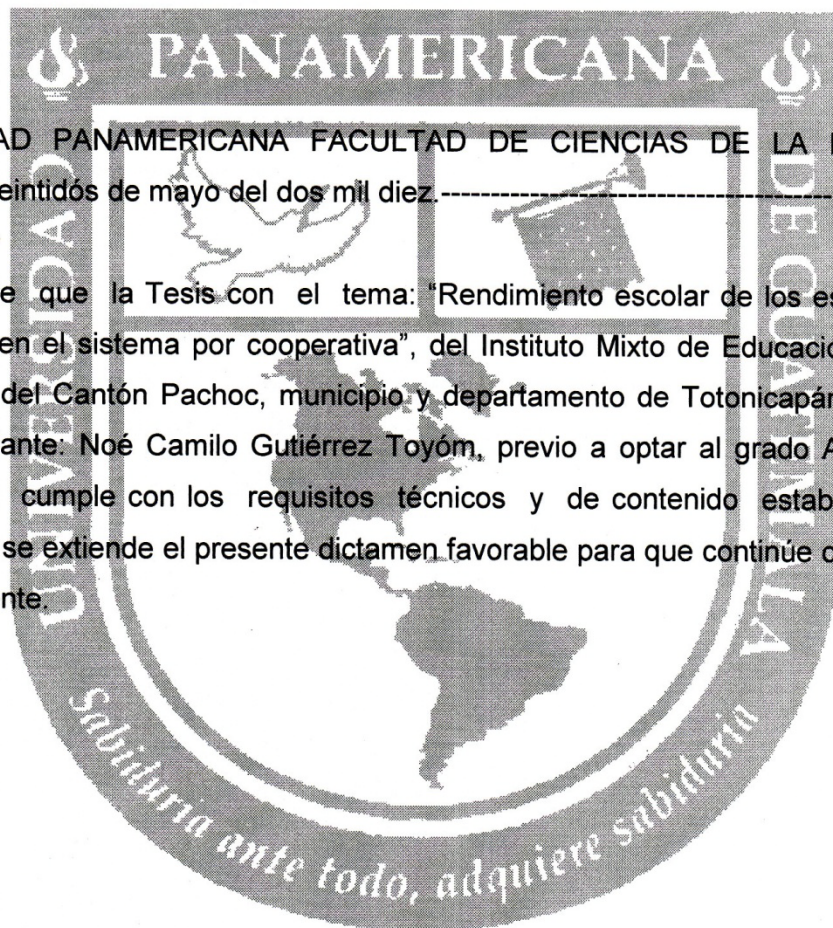 PANAMERICANA
UNIVERSIDAD
DE GUATEMALA
AD PANAMERICANA FACULTAD DE CIENCIAS DE LA
eintidós de mayo del dos mil diez.-----------------------------
e que la Tesis con el tema: “Rendimiento escolar de los es
en el sistema por cooperativa”, del Instituto Mixto de Educació
del Cantón Pachoc, municipio y departamento de Totonicapán
ante: Noé Camilo Gutiérrez Toyóm, previo a optar al grado A
cumple con los requisitos técnicos y de contenido estab
se extiende el presente dictamen favorable para que continúe c
nte.
Sabiduria ante todo, adquiere sabiduria